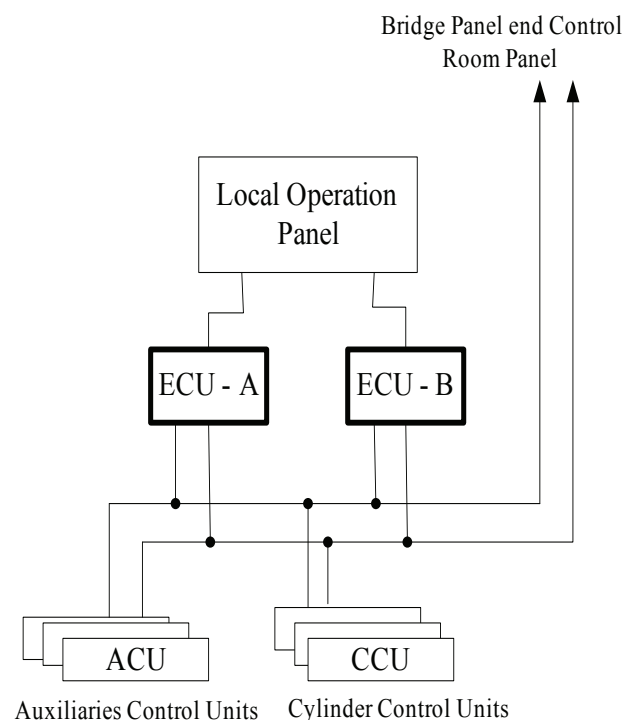 Bridge Panel end Control
Room Panel
Local Operation
Panel
ECU - A
ECU - B
ACU
CCU
Auxiliaries Control Units
Cylinder Control Units